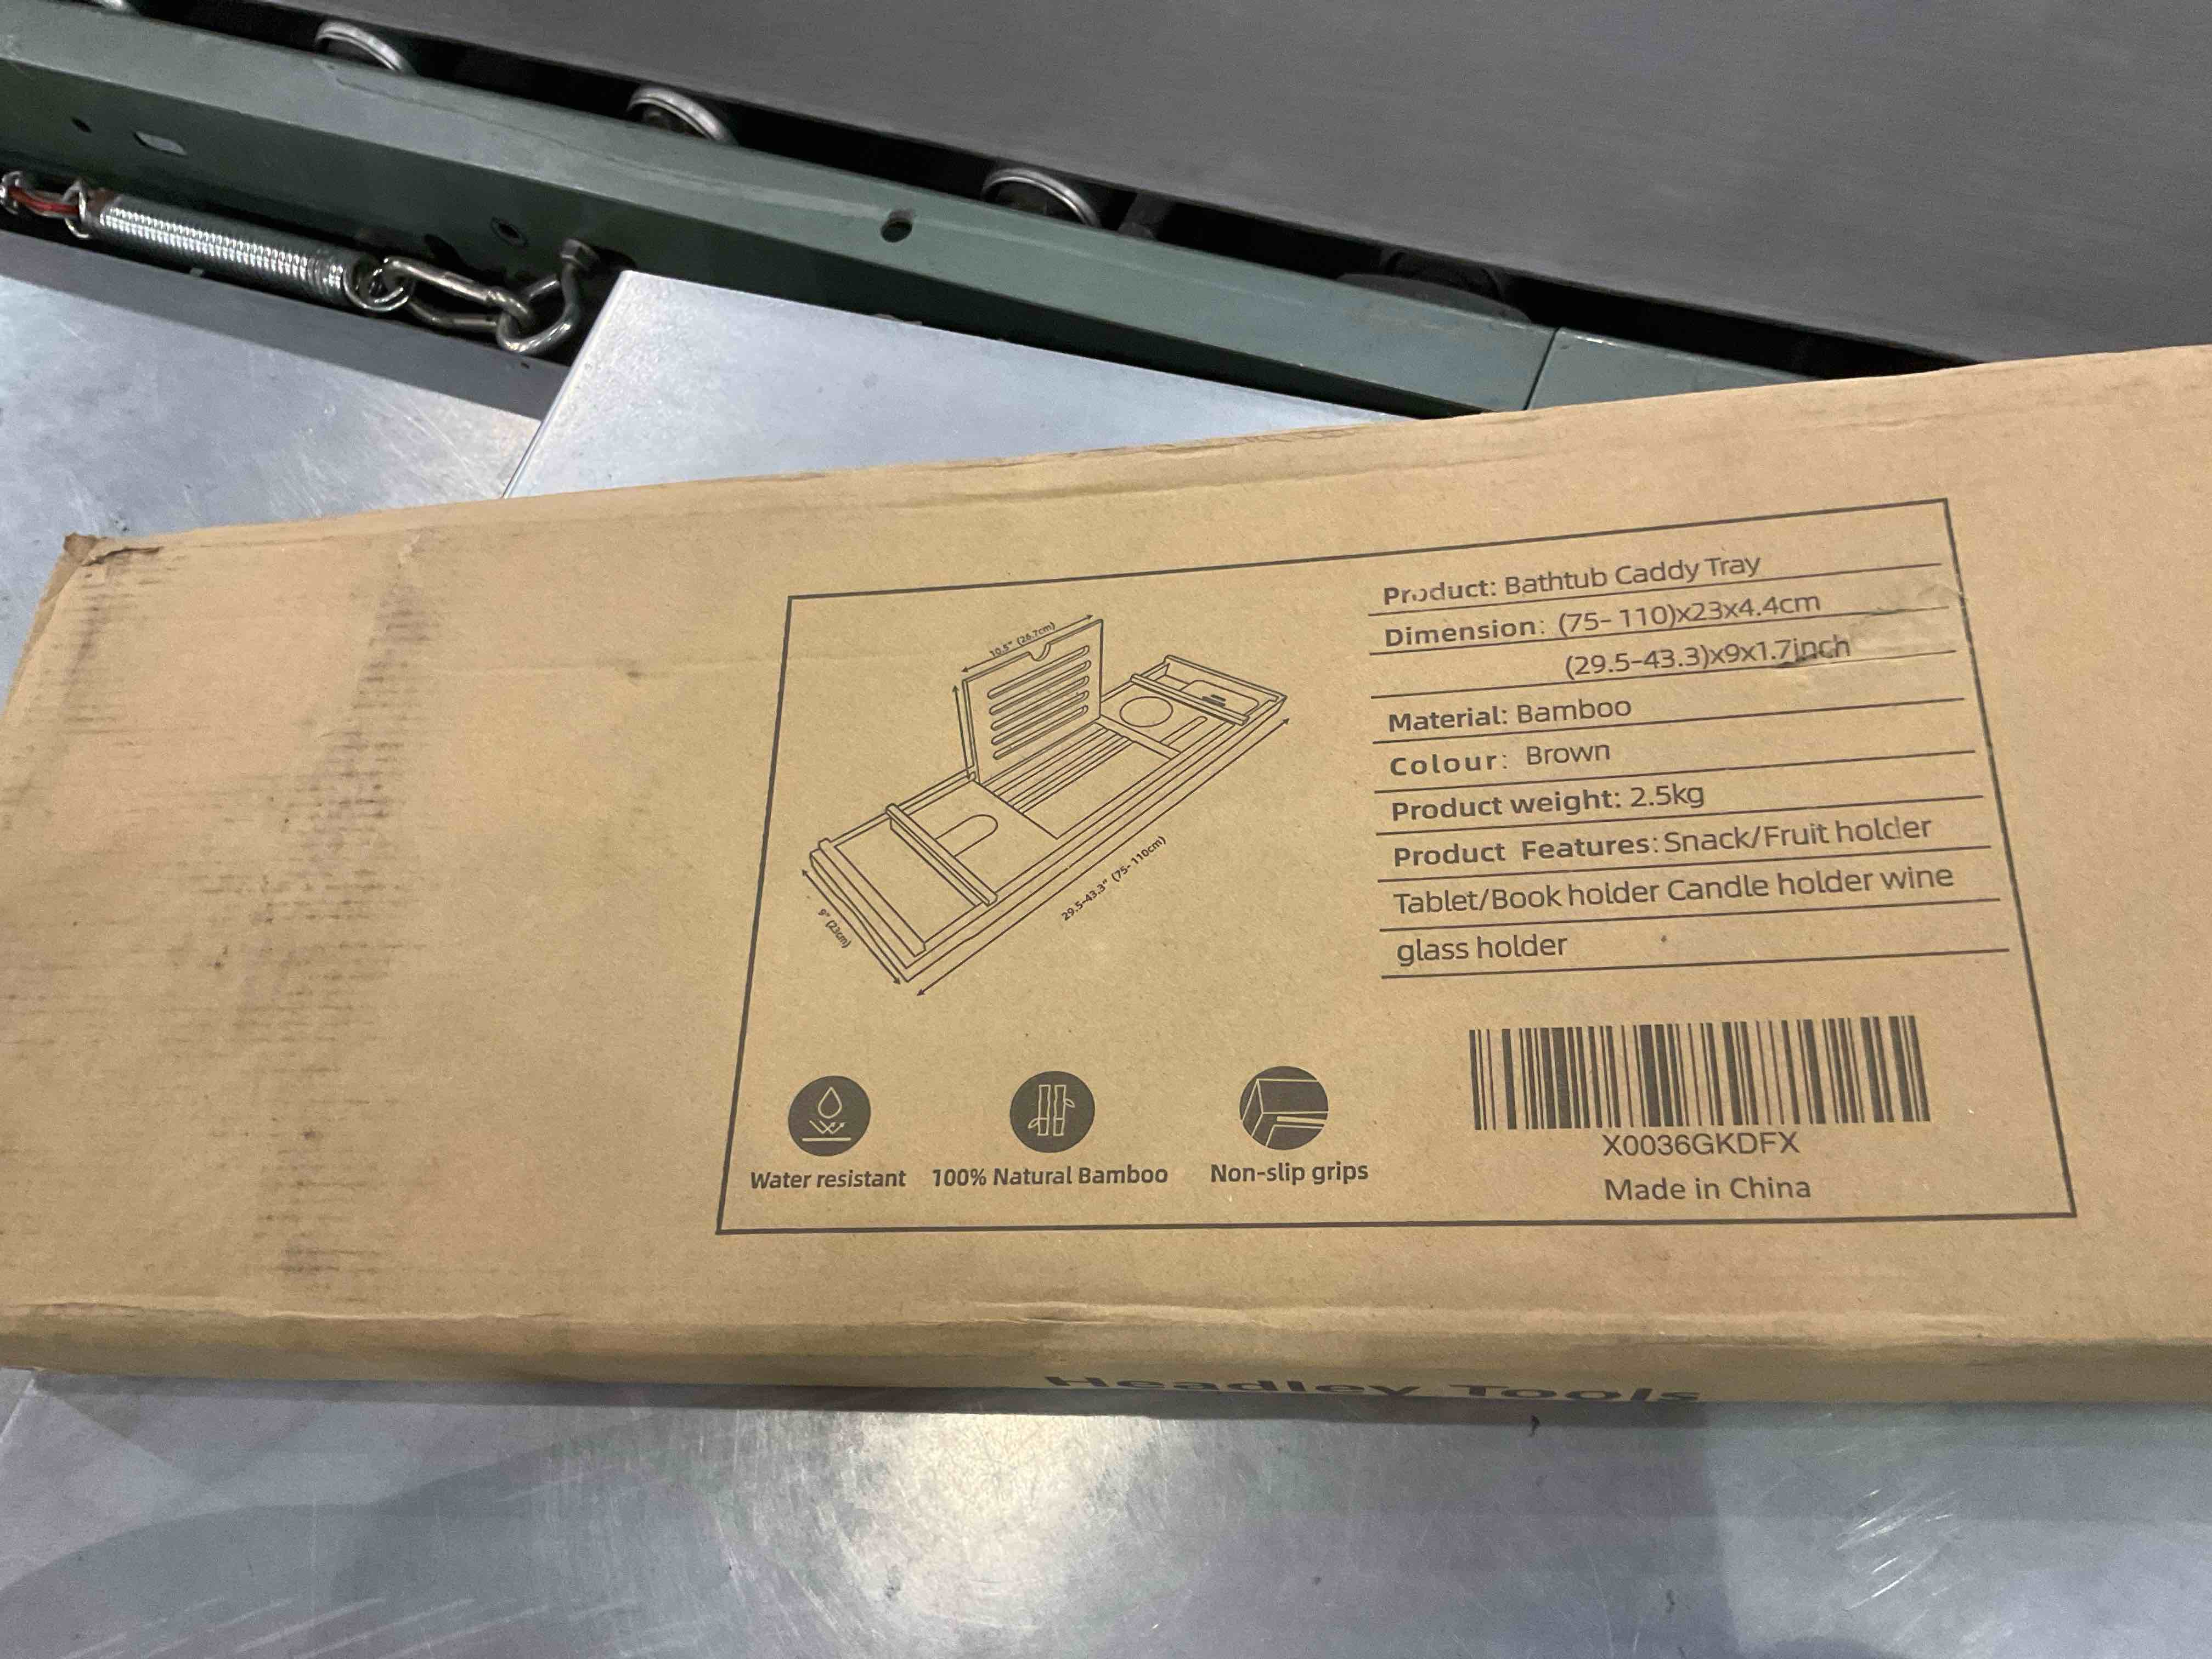 10.5" (26.7cm)
9" (23cm)
29.5-43.3" (75-110cm)
Product: Bathtub Caddy Tray
Dimension: (75- 110)x23x4.4cm
(29.5-43.3)x9x1.7inch
Material: Bamboo
Colour: Brown
Product weight: 2.5kg
Product Features: Snack/Fruit holder
Tablet/Book holder Candle holder wine
glass holder
Water resistant
100% Natural Bamboo
Non-slip grips
X0036GKDFX
Made in China
Headley Tools